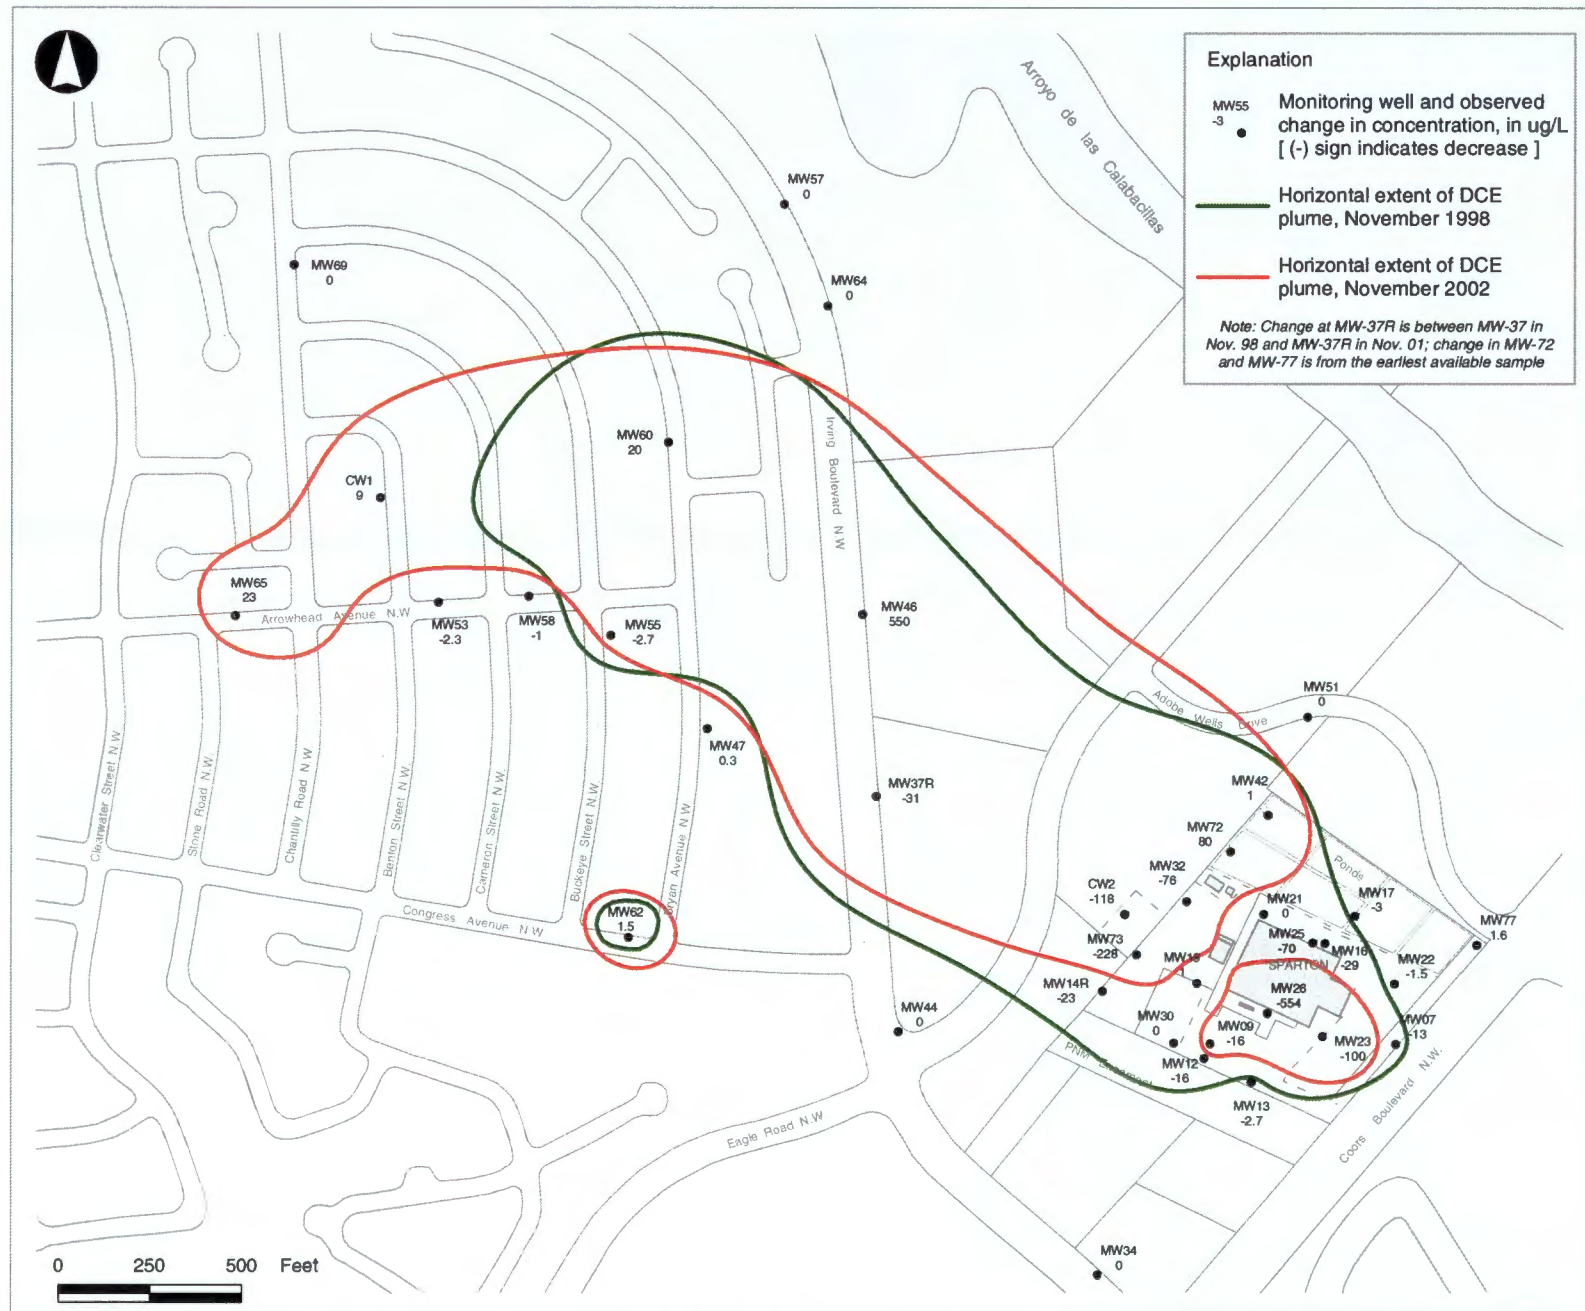 Explanation
MW55
-3
Monitoring well and observed
change in concentration, in ug/L
[ (-) sign indicates decrease ]
Horizontal extent of DCE
plume, November 1998
Horizontal extent of DCE
plume, November 2002
Note: Change at MW-37R is between MW-37 in
Nov. 98 and MW-37R in Nov. 01; change in MW-72
and MW-77 is from the earliest available sample
Arroyo de las Calabacillas
MW57
0
MW69
0
MW64
0
MW60
20
Irving Boulevard N.W
CW1
9
MW65
23
Arrowhead Avenue N.W
MW53
-2.3
MW58
-1
MW55
-2.7
MW46
550
MW51
0
Adobe Wells Drive
MW47
0.3
MW37R
-31
MW42
1
MW72
80
Ponds
MW32
-76
CW2
-118
MW21
0
MW17
-3
MW77
1.6
MW25
-70
MW16
-29
MW73
-228
SPARTON
MW22
-1.5
MW26
-554
MW14R
-23
MW30
0
MW09
-16
MW07
-13
MW23
-100
MW12
-16
MW13
-2.7
PNM
MW44
0
MW62
1.5
Clearwater Street N.W.
Stone Road N.W.
Chantilly Road N.W
Benton Street N.W.
Cameron Street N.W.
Buckeye Street N.W.
Bryan Avenue N.W
Congress Avenue N.W
Eagle Road N.W
Coors Boulevard N.W.
MW34
0
0 250 500 Feet